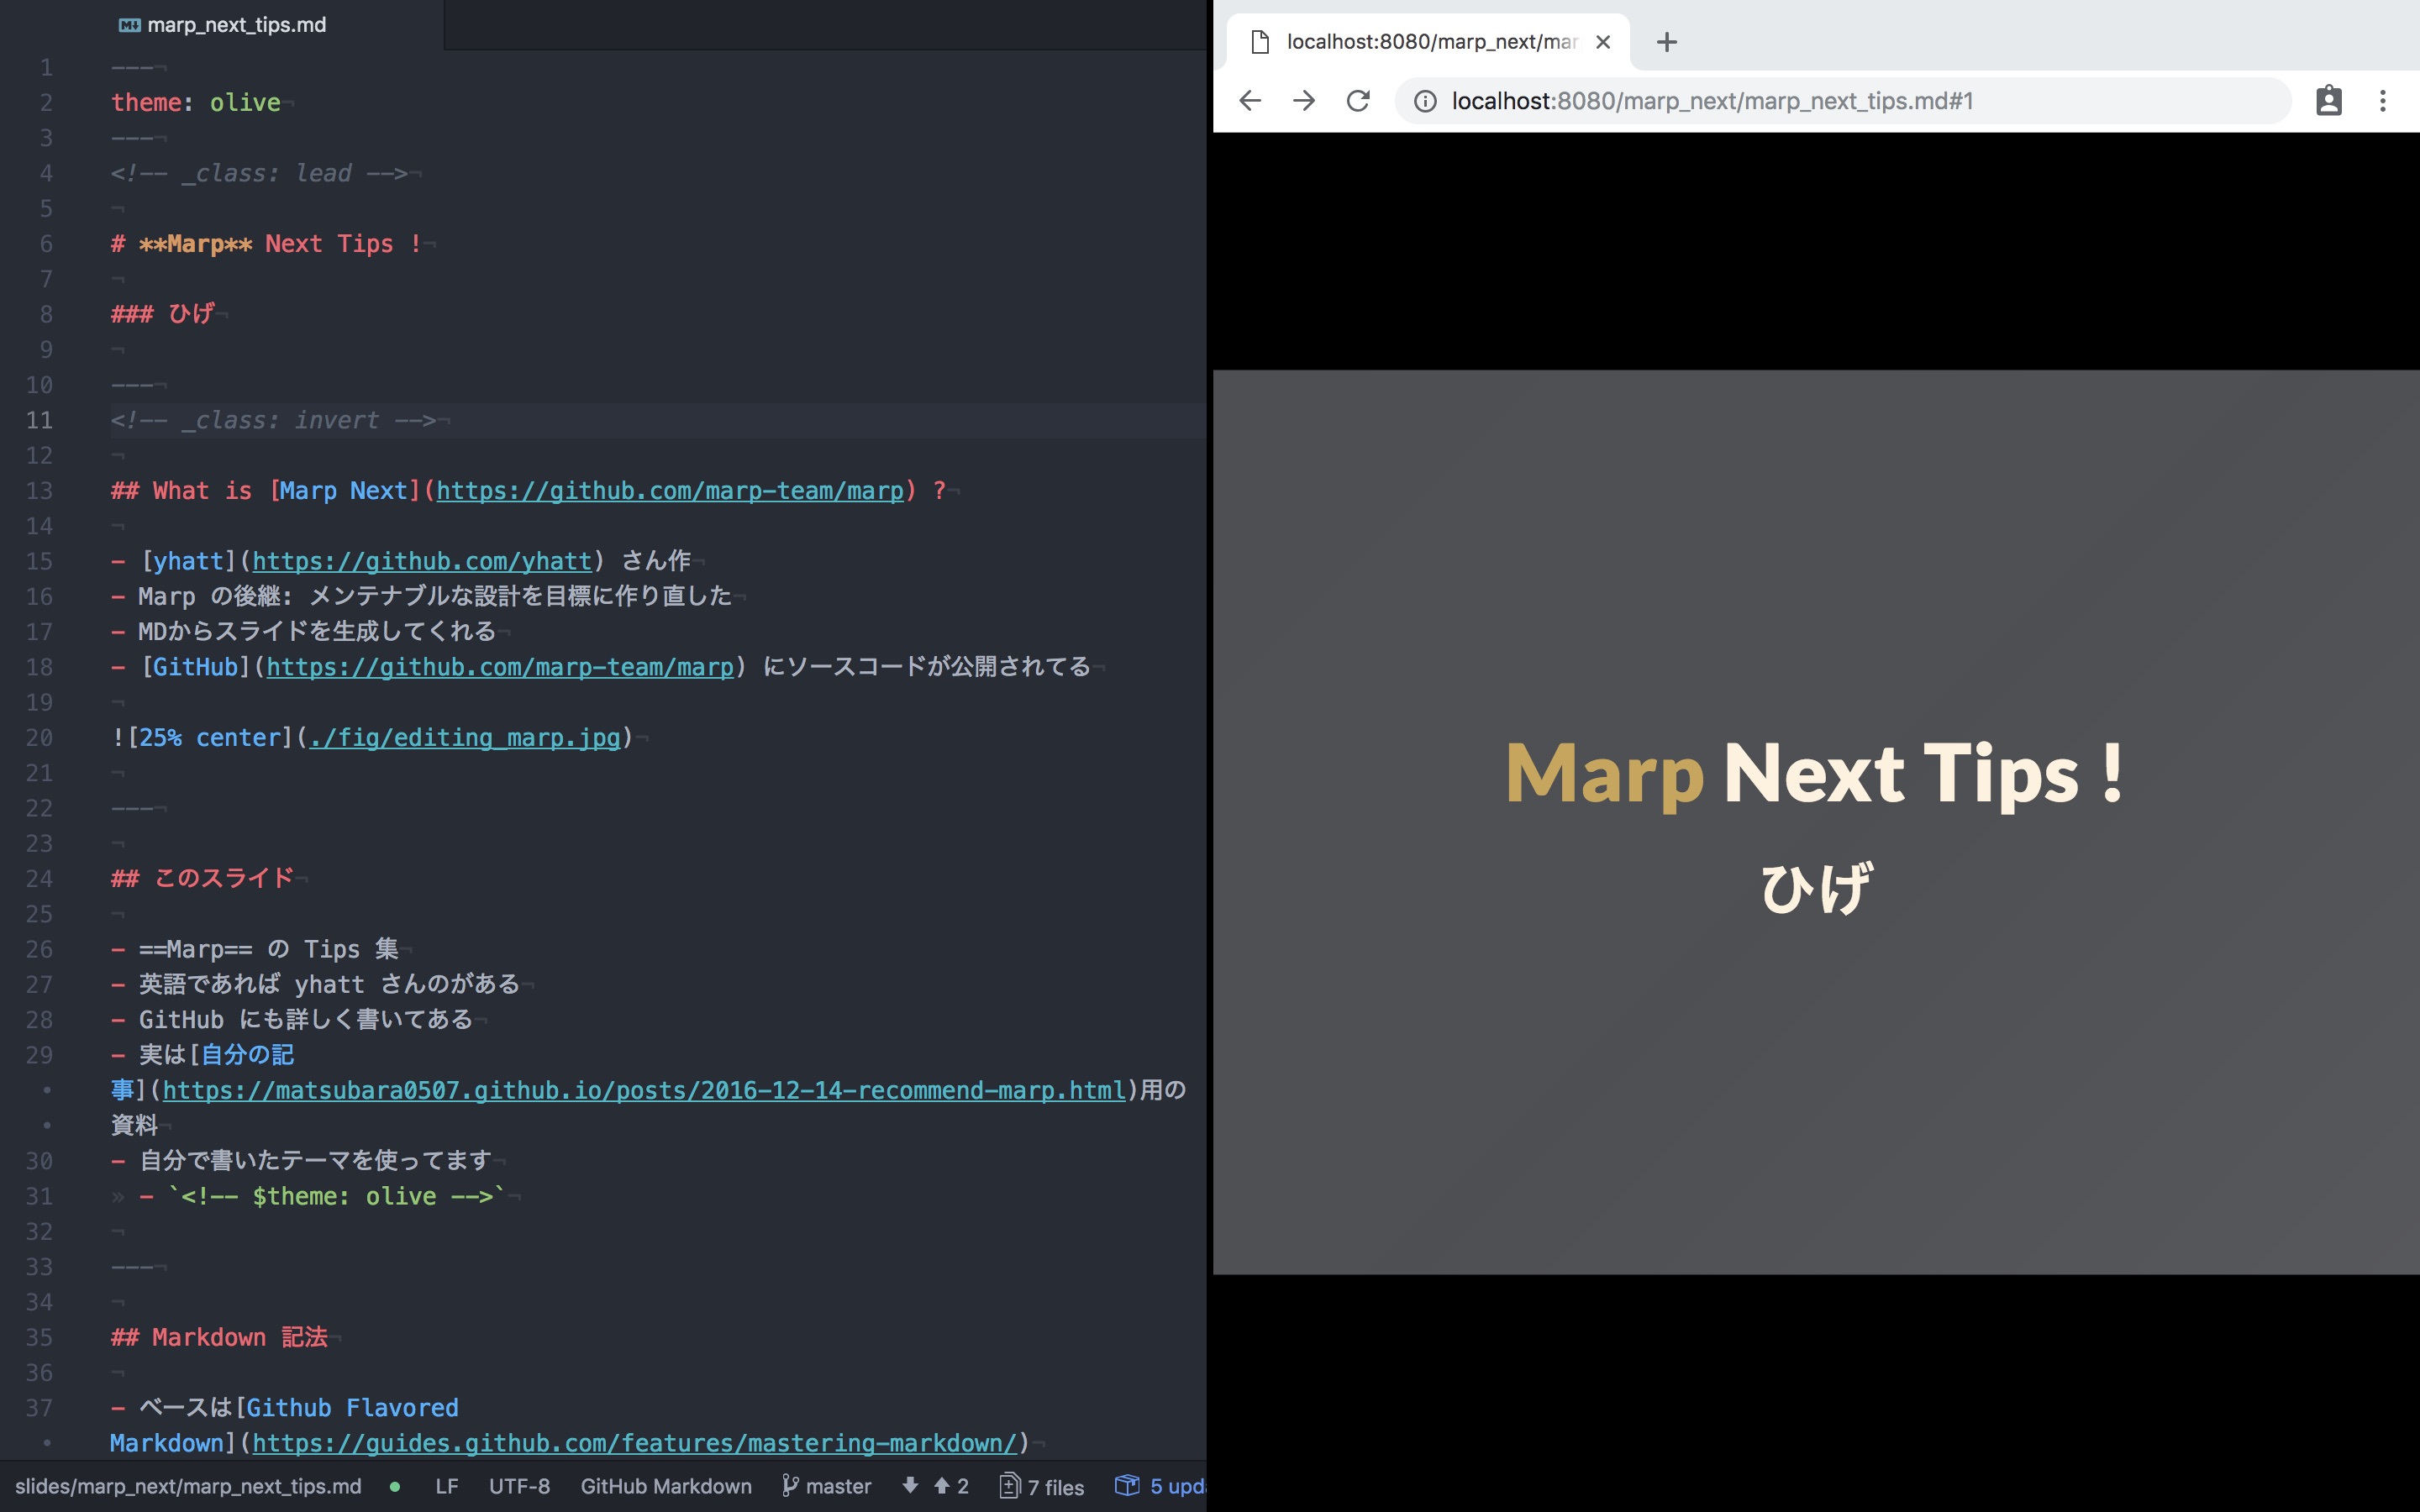 marp_next_tips.md
1 ---
2 theme: olive
3 ---
4 <!-- _class: lead -->
5
6 # **Marp** Next Tips !
7
8 ### ひげ
9
10 ---
11 <!-- _class: invert -->
12
13 ## What is [Marp Next](https://github.com/marp-team/marp) ?
14
15 - [yhatt](https://github.com/yhatt) さん作
16 - Marp の後継: メンテナブルな設計を目標に作り直した
17 - MDからスライドを生成してくれる
18 - [GitHub](https://github.com/marp-team/marp) にソースコードが公開されてる
19
20 ![25% center](./fig/editing_marp.jpg)
21
22 ---
23
24 ## このスライド
25
26 - ==Marp== の Tips 集
27 - 英語であれば yhatt さんのがある
28 - GitHub にも詳しく書いてある
29 - 実は[自分の記
• 事](https://matsubara0507.github.io/posts/2016-12-14-recommend-marp.html)用の
• 資料
30 - 自分で書いたテーマを使ってます
31 » - `<!-- $theme: olive -->`
32
33 ---
34
35 ## Markdown 記法
36
37 - ベースは[Github Flavored
• Markdown](https://guides.github.com/features/mastering-markdown/)
slides/marp_next/marp_next_tips.md LF UTF-8 GitHub Markdown master 2 7 files 5 upd
localhost:8080/marp_next/mar
localhost:8080/marp_next/marp_next_tips.md#1
Marp Next Tips !
ひげ